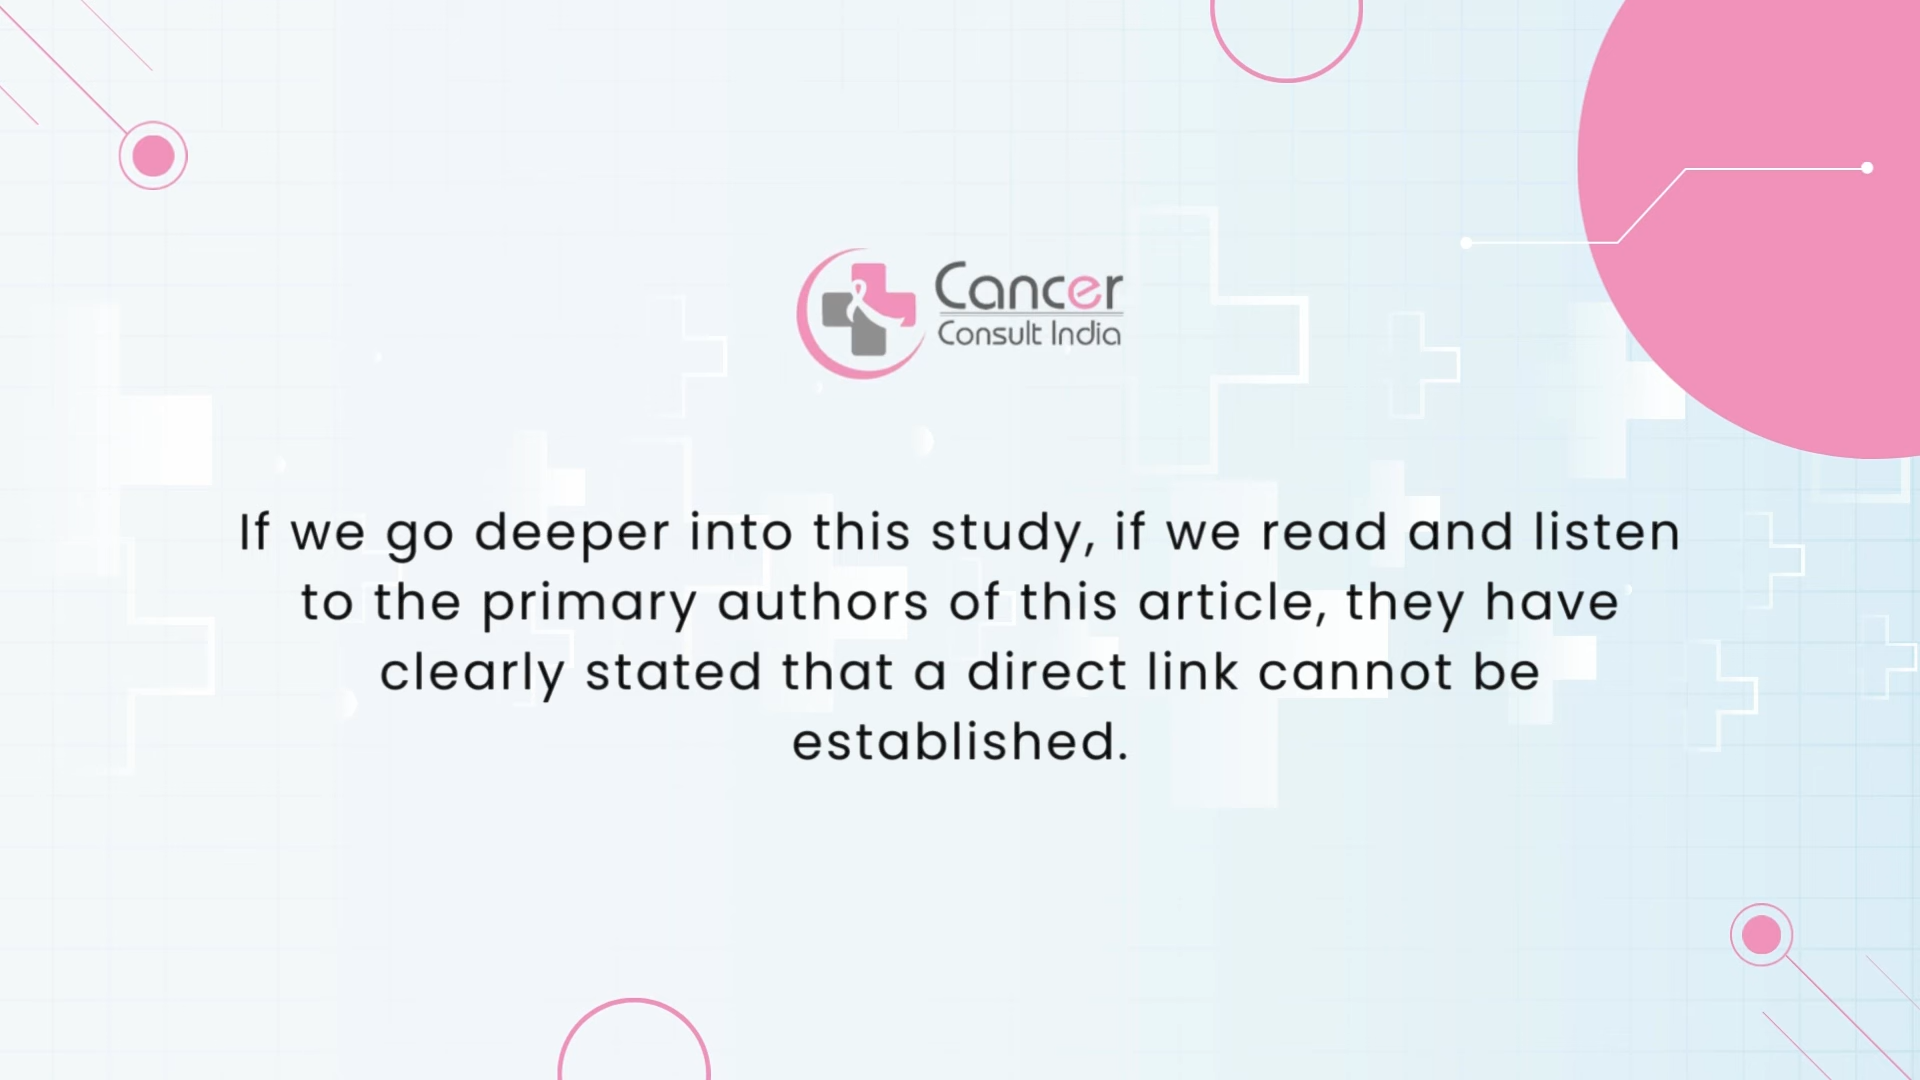 Cancer
Consult India
If we go deeper into this study, if we read and listen
to the primary authors of this article, they have
clearly stated that a direct link cannot be
established.